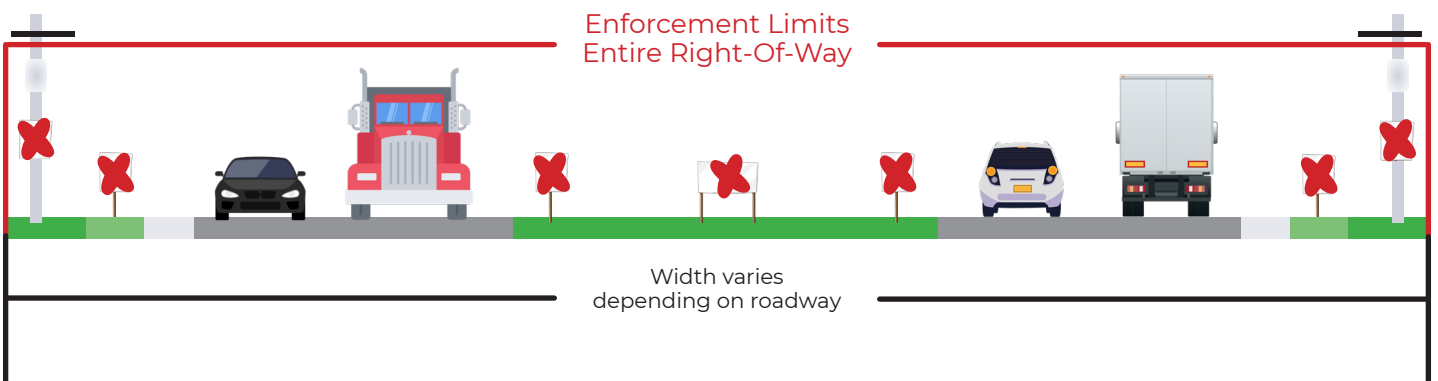 Enforcement Limits
Entire Right-Of-Way
Width varies
depending on roadway